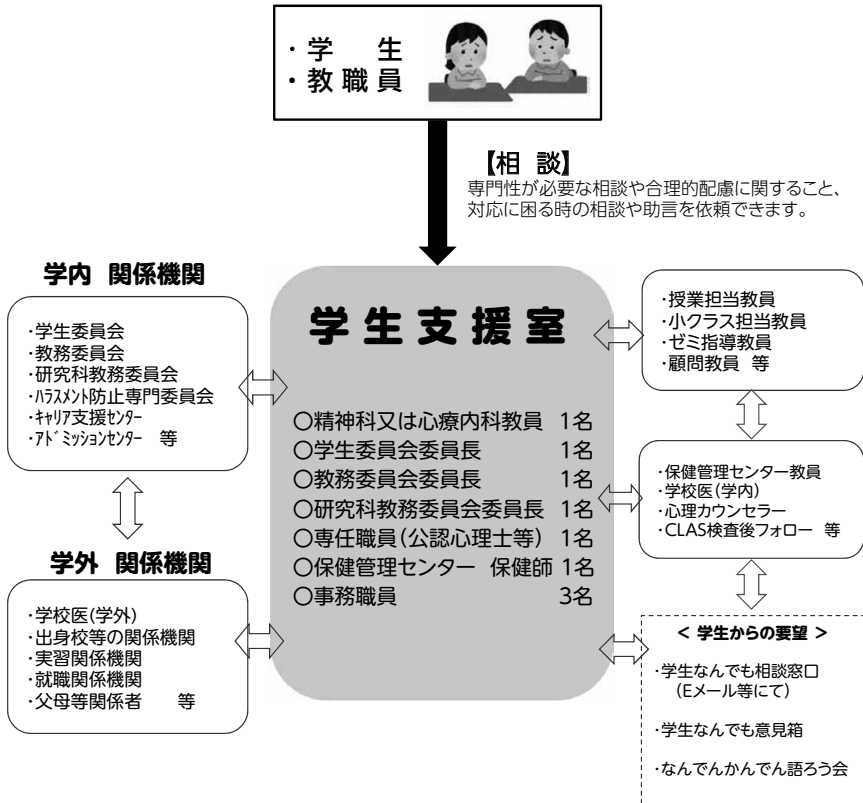 ・学　生
・教職員
【相 談】
専門性が必要な相談や合理的配慮に関すること、
対応に困る時の相談や助言を依頼できます。
学内 関係機関
・学生委員会
・教務委員会
・研究科教務委員会
・ハラスメント防止専門委員会
・キャリア支援センター
・アドミッションセンター 等
学外 関係機関
・学校医(学外)
・出身校等の関係機関
・実習関係機関
・就職関係機関
・父母等関係者 等
学生支援室
〇精神科又は心療内科教員 1名
〇学生委員会委員長 1名
〇教務委員会委員長 1名
〇研究科教務委員会委員長 1名
〇専任職員(公認心理士等) 1名
〇保健管理センター 保健師 1名
〇事務職員 3名
・授業担当教員
・小クラス担当教員
・ゼミ指導教員
・顧問教員 等
・保健管理センター教員
・学校医(学内)
・心理カウンセラー
・CLAS検査後フォロー 等
< 学生からの要望 >
・学生なんでも相談窓口
(Eメール等にて)
・学生なんでも意見箱
・なんでんかんでん語ろう会